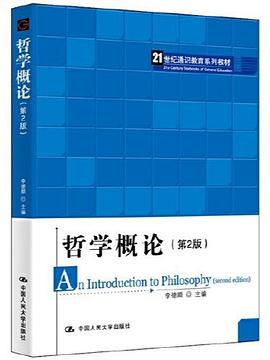 哲学概论
(第2版)
李德顺 ◎ 主编
中国人民大学出版社
21世纪通识教育系列教材
21st Century Textbooks of General Education
哲学概论(第2版)
An Introduction to Philosophy (second edition)
李德顺 ◎ 主编
中国人民大学出版社